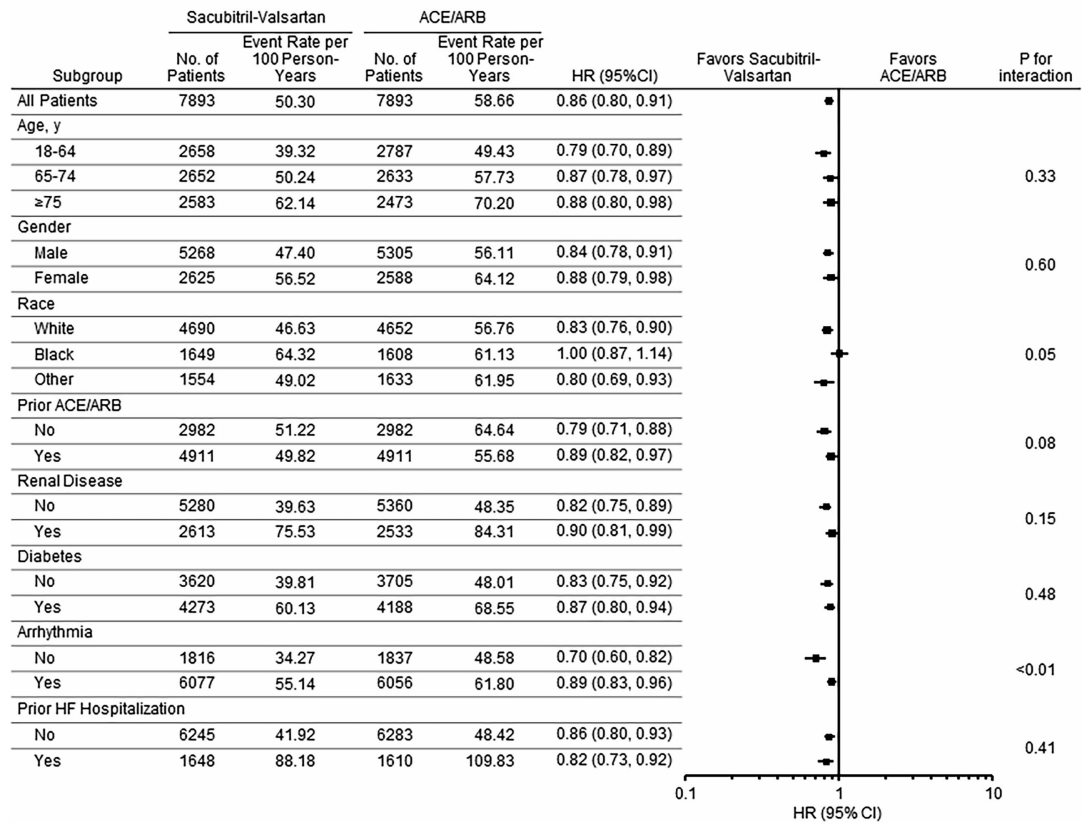 Sacubitril-Valsartan ACE/ARB
Subgroup No. of Patients Event Rate per 100 Person-Years No. of Patients Event Rate per 100 Person-Years HR (95%CI) Favors Sacubitril-Valsartan Favors ACE/ARB P for interaction
All Patients 7893 50.30 7893 58.66 0.86 (0.80, 0.91)
Age, y
18-64 2658 39.32 2787 49.43 0.79 (0.70, 0.89)
65-74 2652 50.24 2633 57.73 0.87 (0.78, 0.97) 0.33
≥75 2583 62.14 2473 70.20 0.88 (0.80, 0.98)
Gender
Male 5268 47.40 5305 56.11 0.84 (0.78, 0.91)
0.60
Female 2625 56.52 2588 64.12 0.88 (0.79, 0.98)
Race
White 4690 46.63 4652 56.76 0.83 (0.76, 0.90)
Black 1649 64.32 1608 61.13 1.00 (0.87, 1.14) 0.05
Other 1554 49.02 1633 61.95 0.80 (0.69, 0.93)
Prior ACE/ARB
No 2982 51.22 2982 64.64 0.79 (0.71, 0.88)
0.08
Yes 4911 49.82 4911 55.68 0.89 (0.82, 0.97)
Renal Disease
No 5280 39.63 5360 48.35 0.82 (0.75, 0.89)
0.15
Yes 2613 75.53 2533 84.31 0.90 (0.81, 0.99)
Diabetes
No 3620 39.81 3705 48.01 0.83 (0.75, 0.92)
0.48
Yes 4273 60.13 4188 68.55 0.87 (0.80, 0.94)
Arrhythmia
No 1816 34.27 1837 48.58 0.70 (0.60, 0.82)
<0.01
Yes 6077 55.14 6056 61.80 0.89 (0.83, 0.96)
Prior HF Hospitalization
No 6245 41.92 6283 48.42 0.86 (0.80, 0.93)
0.41
Yes 1648 88.18 1610 109.83 0.82 (0.73, 0.92)
0.1 1 10
HR (95% CI)